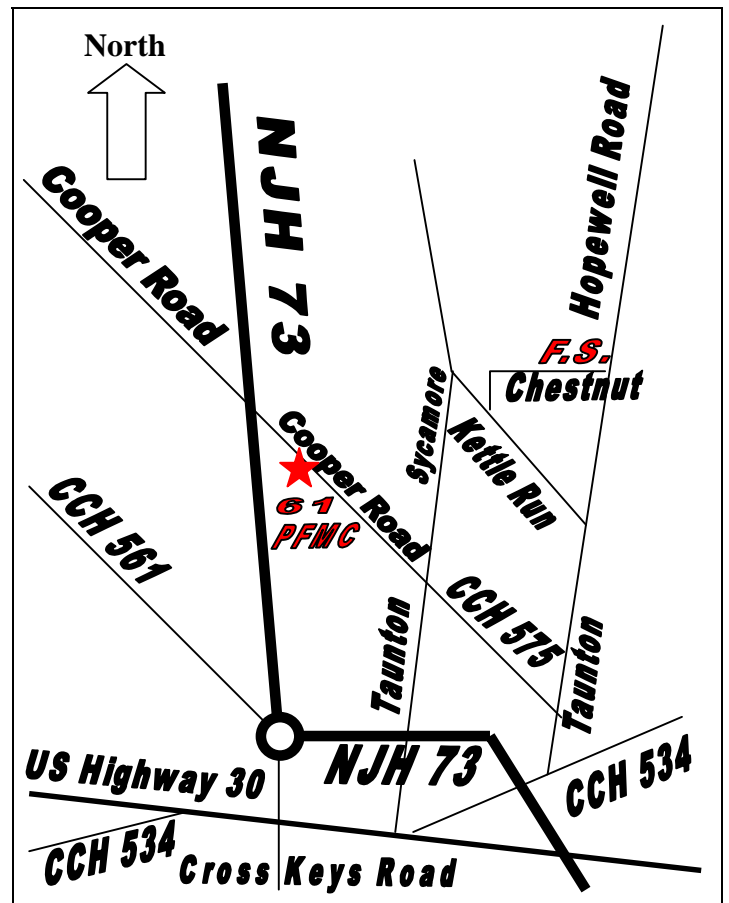 North
NJH 73
Hopewell Road
Cooper Road
F.S.
Chestnut
Sycamore
Kettle Run
Cooper Road
61
PFMC
CCH 561
CCH 575
Taunton
Taunton
NJH 73
US Highway 30
CCH 534
CCH 534
Cross Keys Road